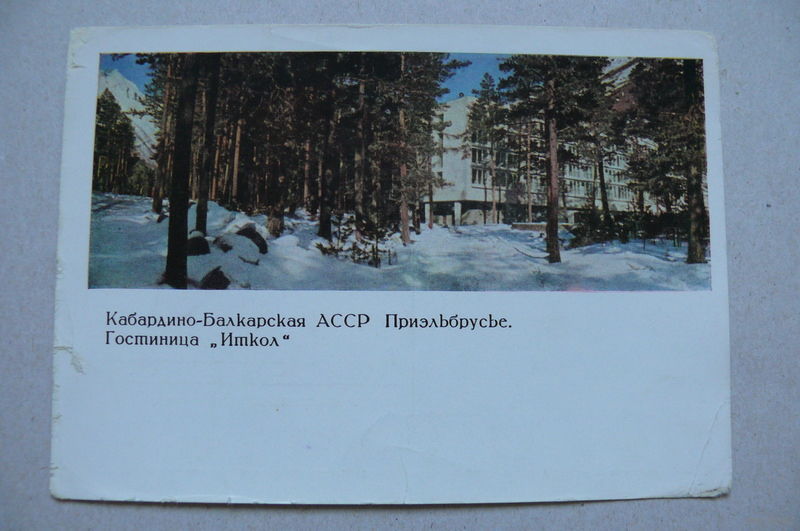 Кабардино-Балкарская АССР Приэльбрусье.
Гостиница „Иткол“